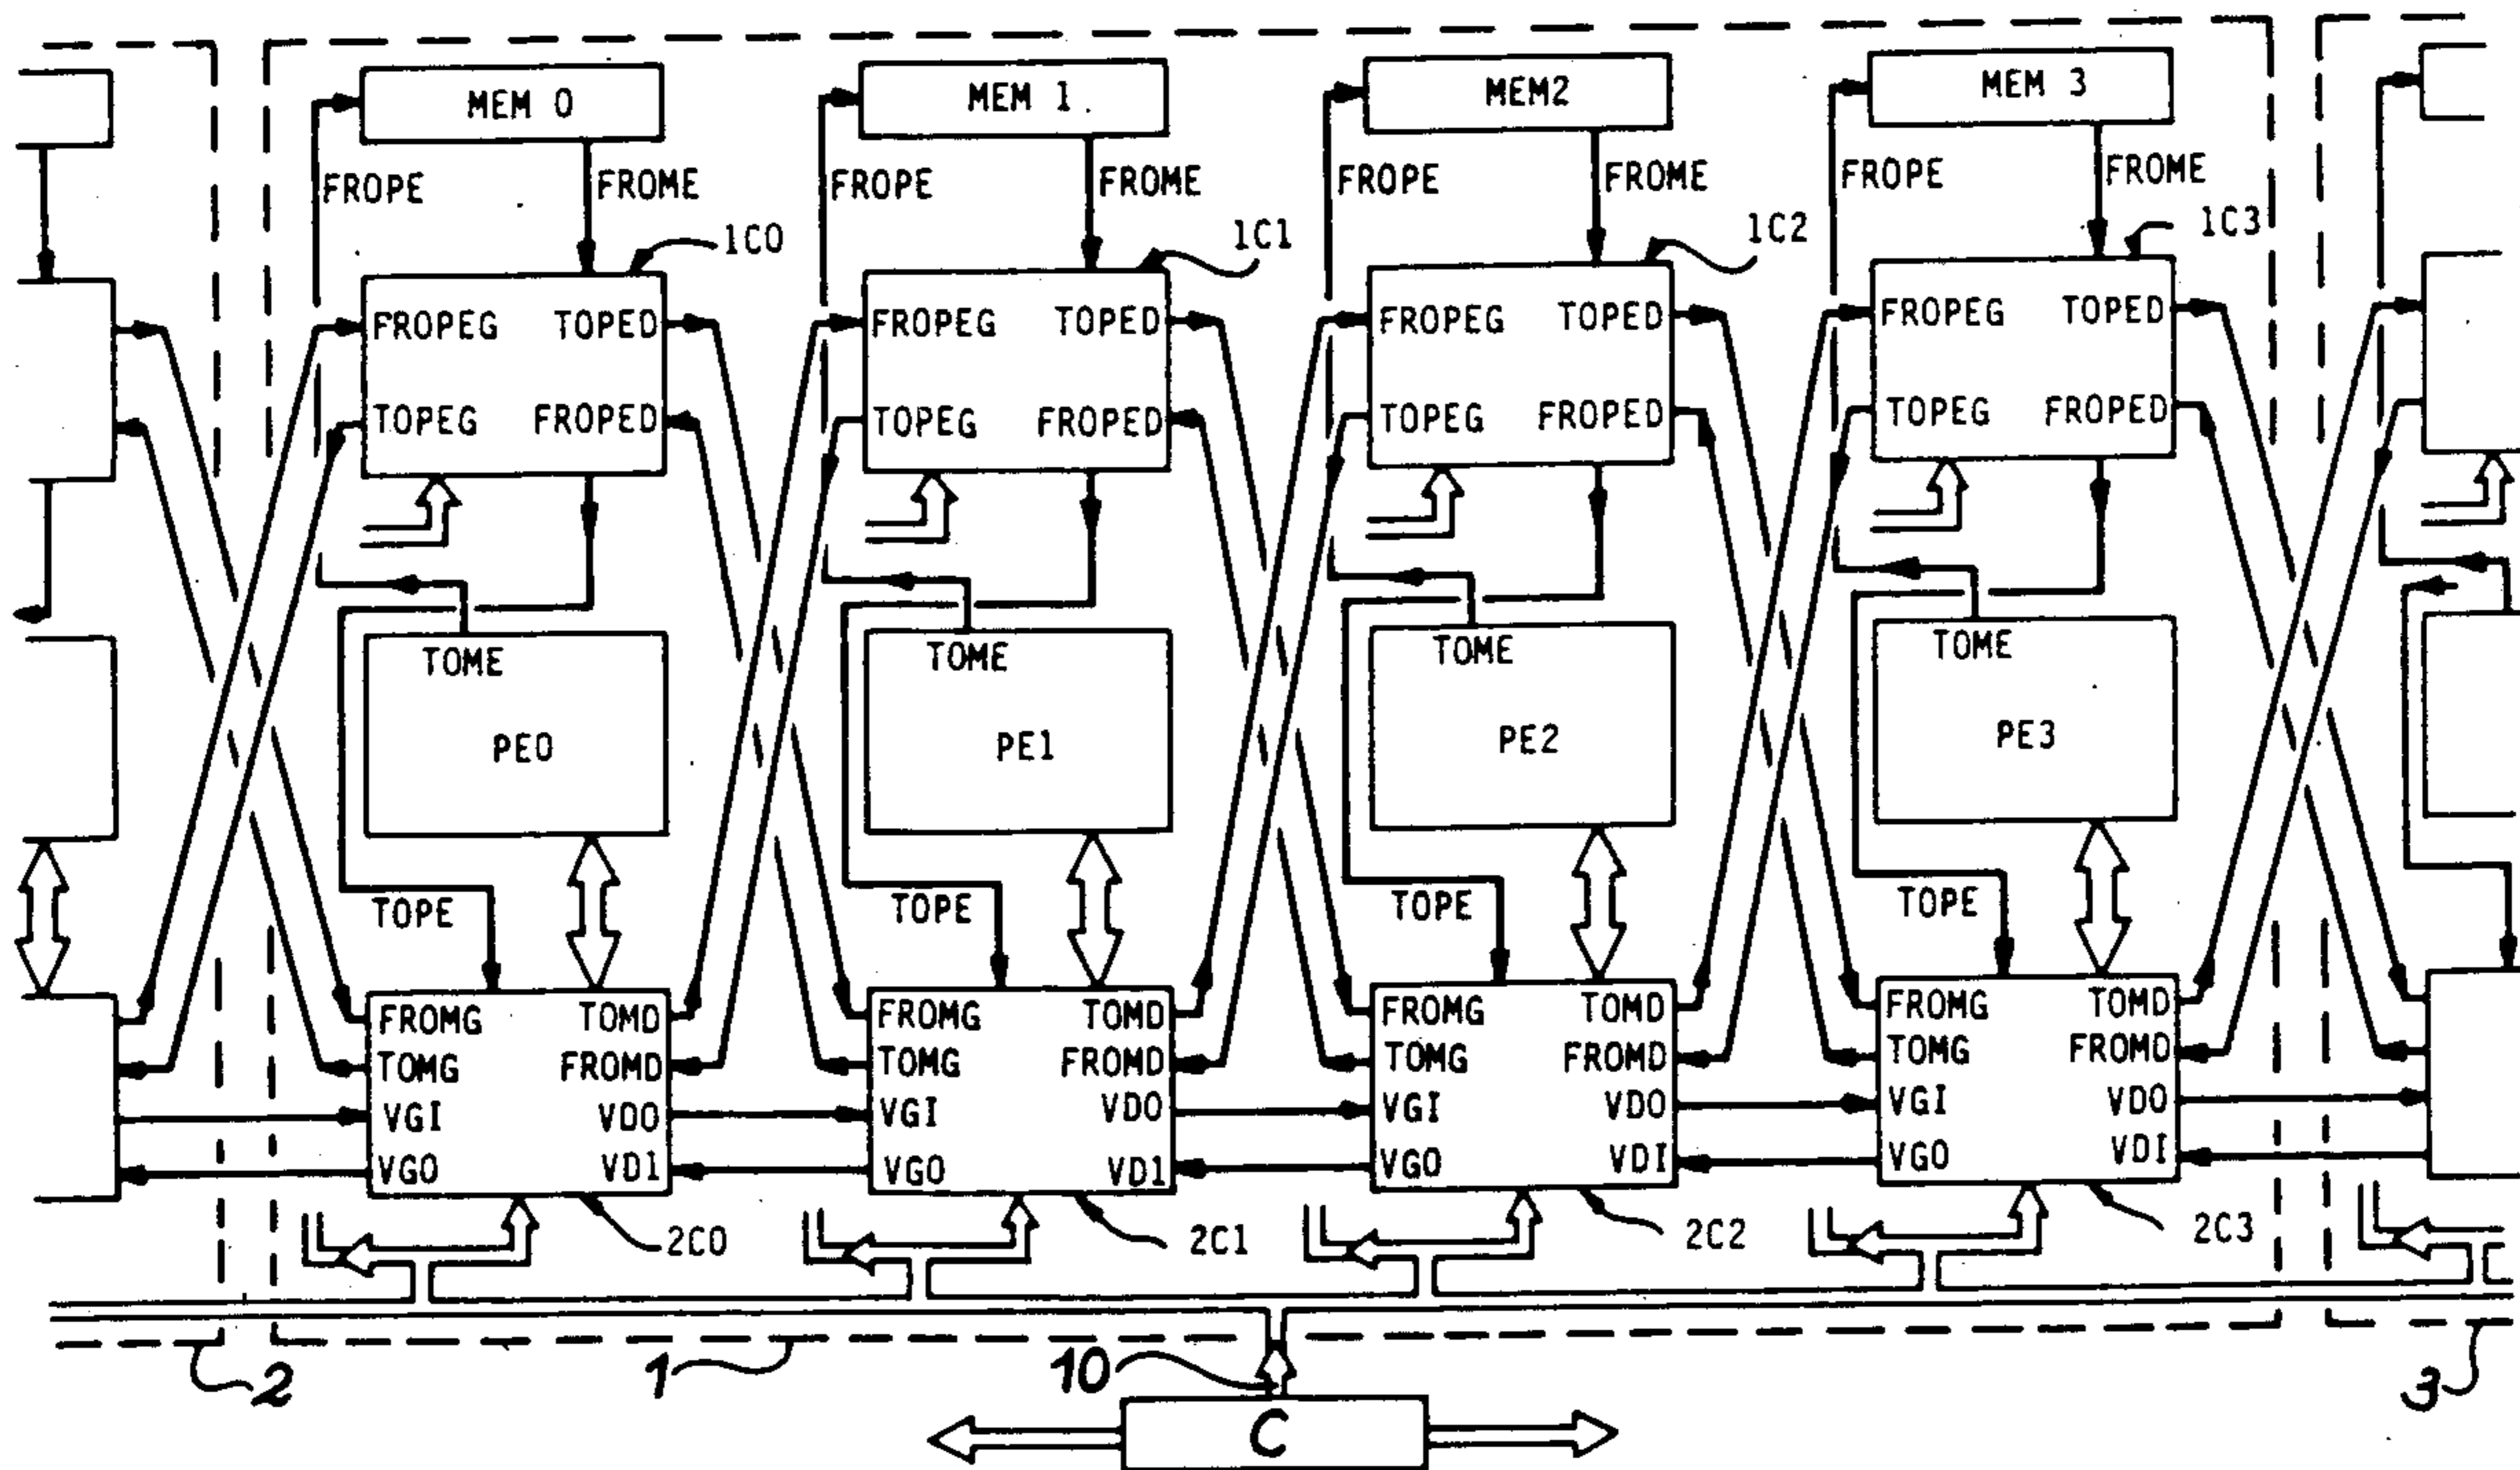 MEM 0 MEM 1 MEM2 MEM 3
FROPE FROME FROPE FROME FROPE FROME FROPE FROME
1C0 1C1 1C2 1C3
FROPEG TOPED FROPEG TOPED FROPEG TOPED FROPEG TOPED
TOPEG FROPED TOPEG FROPED TOPEG FROPED TOPEG FROPED
TOME TOME TOME TOME
PE0 PE1 PE2 PE3
TOPE TOPE TOPE TOPE
FROMG TOMD FROMG TOMD FROMG TOMD FROMG TOMD
TOMG FROMD TOMG FROMD TOMG FROMD TOMG FROMD
VGI VDO VGI VDO VGI VDO VGI VDO
VGO VD1 VGO VD1 VGO VDI VGO VDI
2C0 2C1 2C2 2C3
2 1 10 3
C